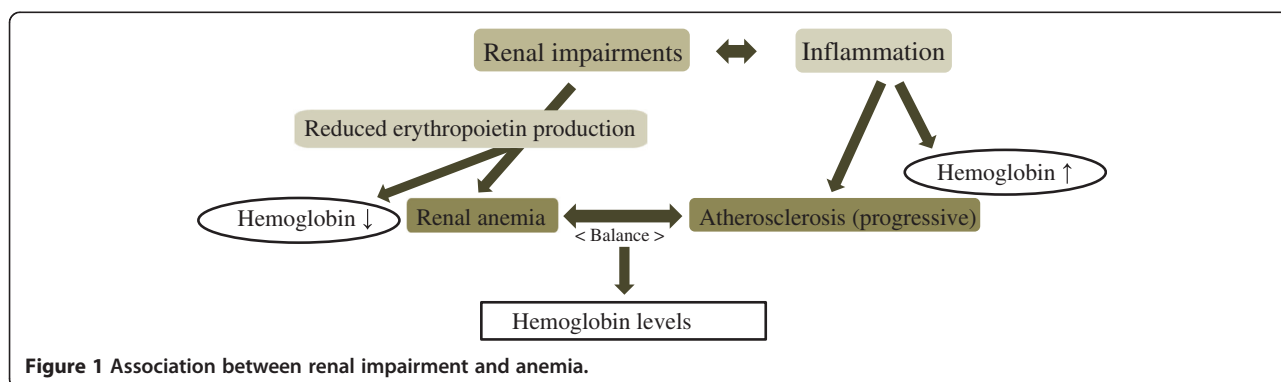 Renal impairments
Inflammation
Reduced erythropoietin production
Hemoglobin ↑
Hemoglobin ↓
Renal anemia
Atherosclerosis (progressive)
< Balance >
Hemoglobin levels
Figure 1 Association between renal impairment and anemia.